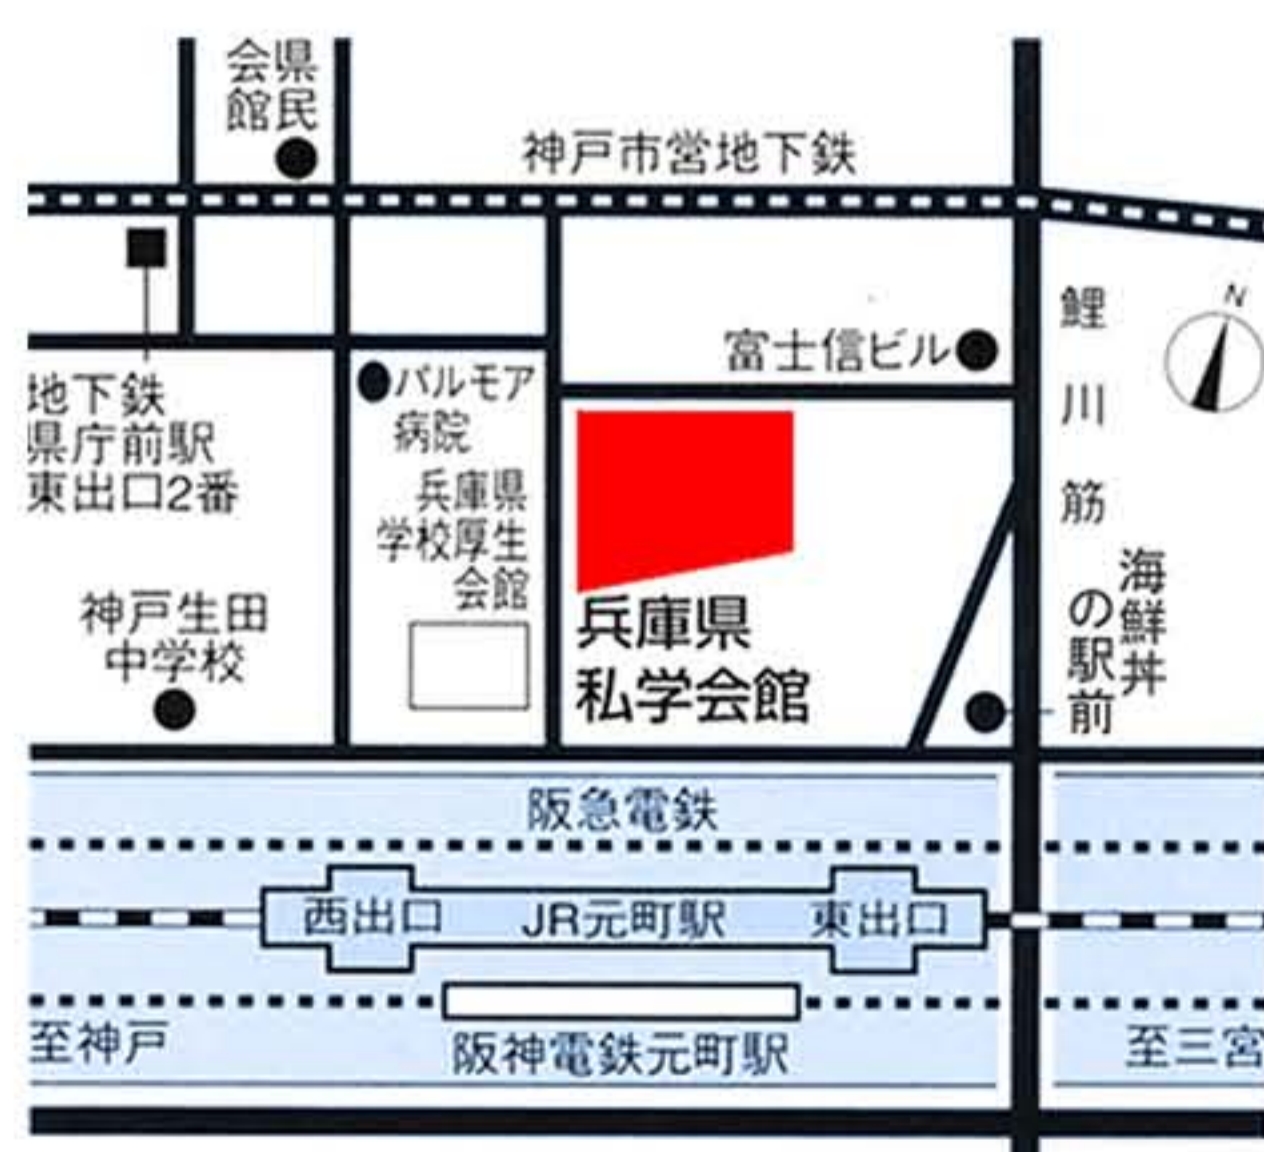 県民
会館
神戸市営地下鉄
N
鯉川筋
富士信ビル
地下鉄
県庁前駅
東出口2番
パルモア
病院
兵庫県
学校厚生
会館
神戸生田
中学校
兵庫県
私学会館
海鮮丼
の駅前
阪急電鉄
西出口
JR元町駅
東出口
至神戸
阪神電鉄元町駅
至三宮